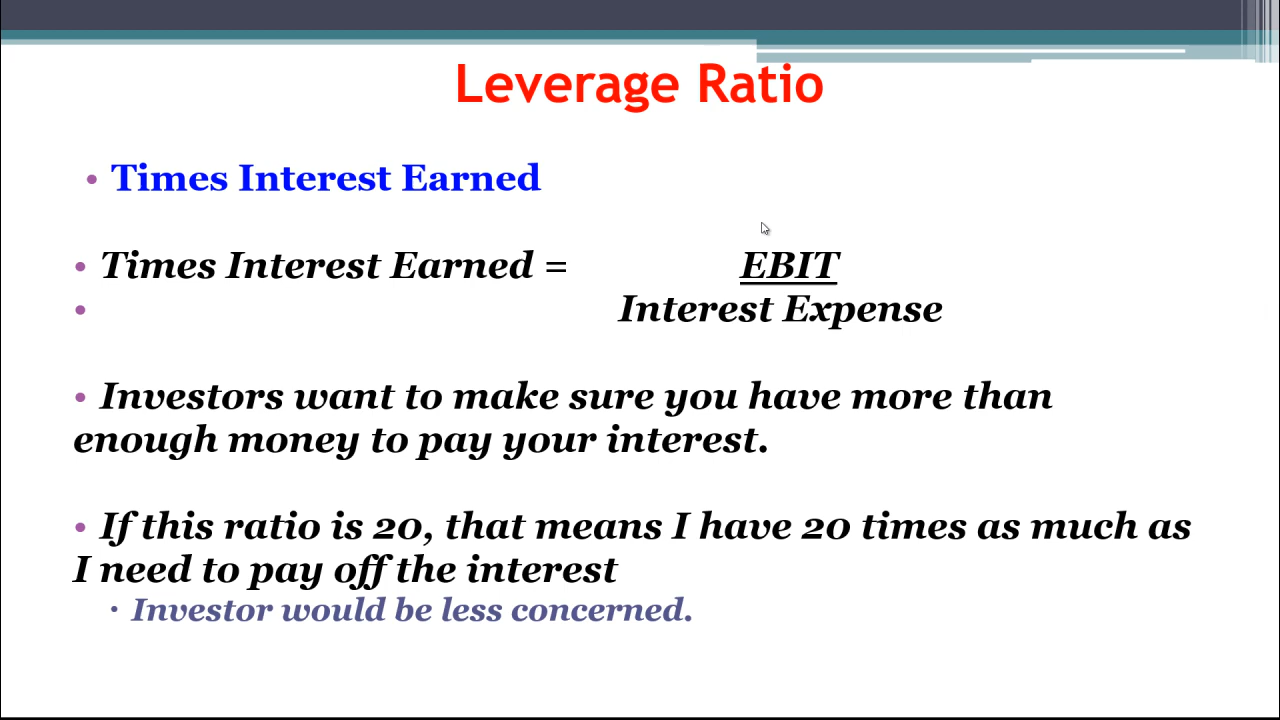 Leverage Ratio
• Times Interest Earned
• Times Interest Earned = EBIT
• Interest Expense
• Investors want to make sure you have more than
enough money to pay your interest.
• If this ratio is 20, that means I have 20 times as much as
I need to pay off the interest
▪ Investor would be less concerned.